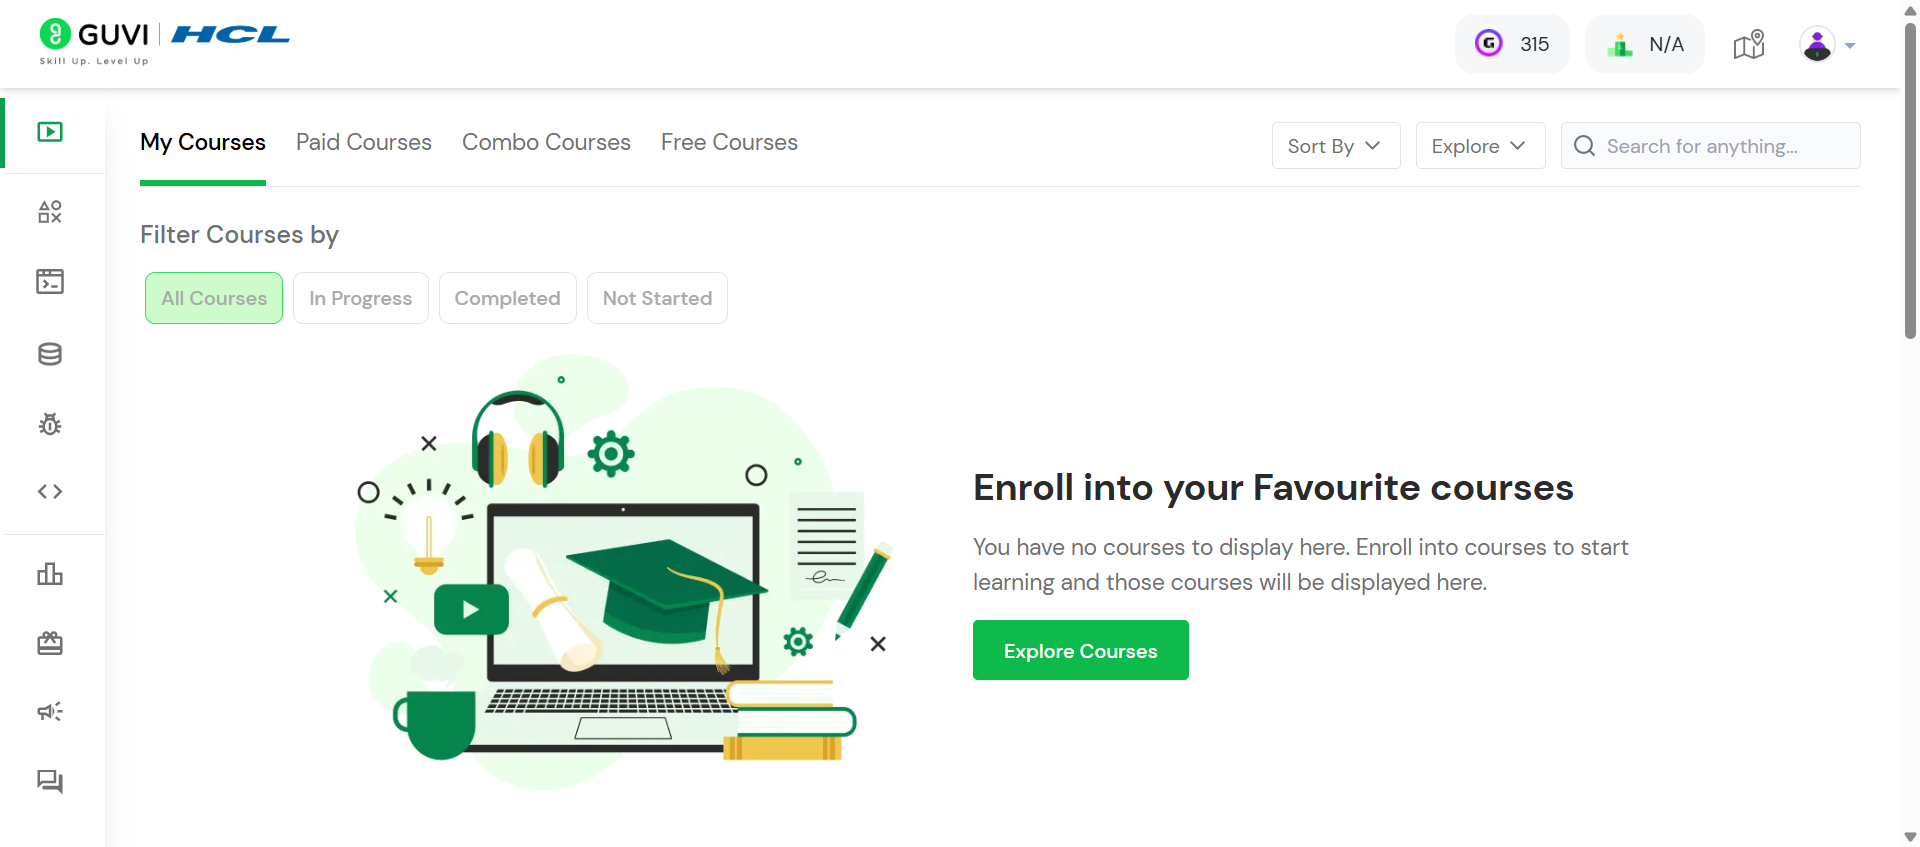 GUVI HCL
Skill Up. Level Up
G 315
N/A
My Courses Paid Courses Combo Courses Free Courses
Sort By Explore Search for anything...
Filter Courses by
All Courses In Progress Completed Not Started
Enroll into your Favourite courses
You have no courses to display here. Enroll into courses to start
learning and those courses will be displayed here.
Explore Courses